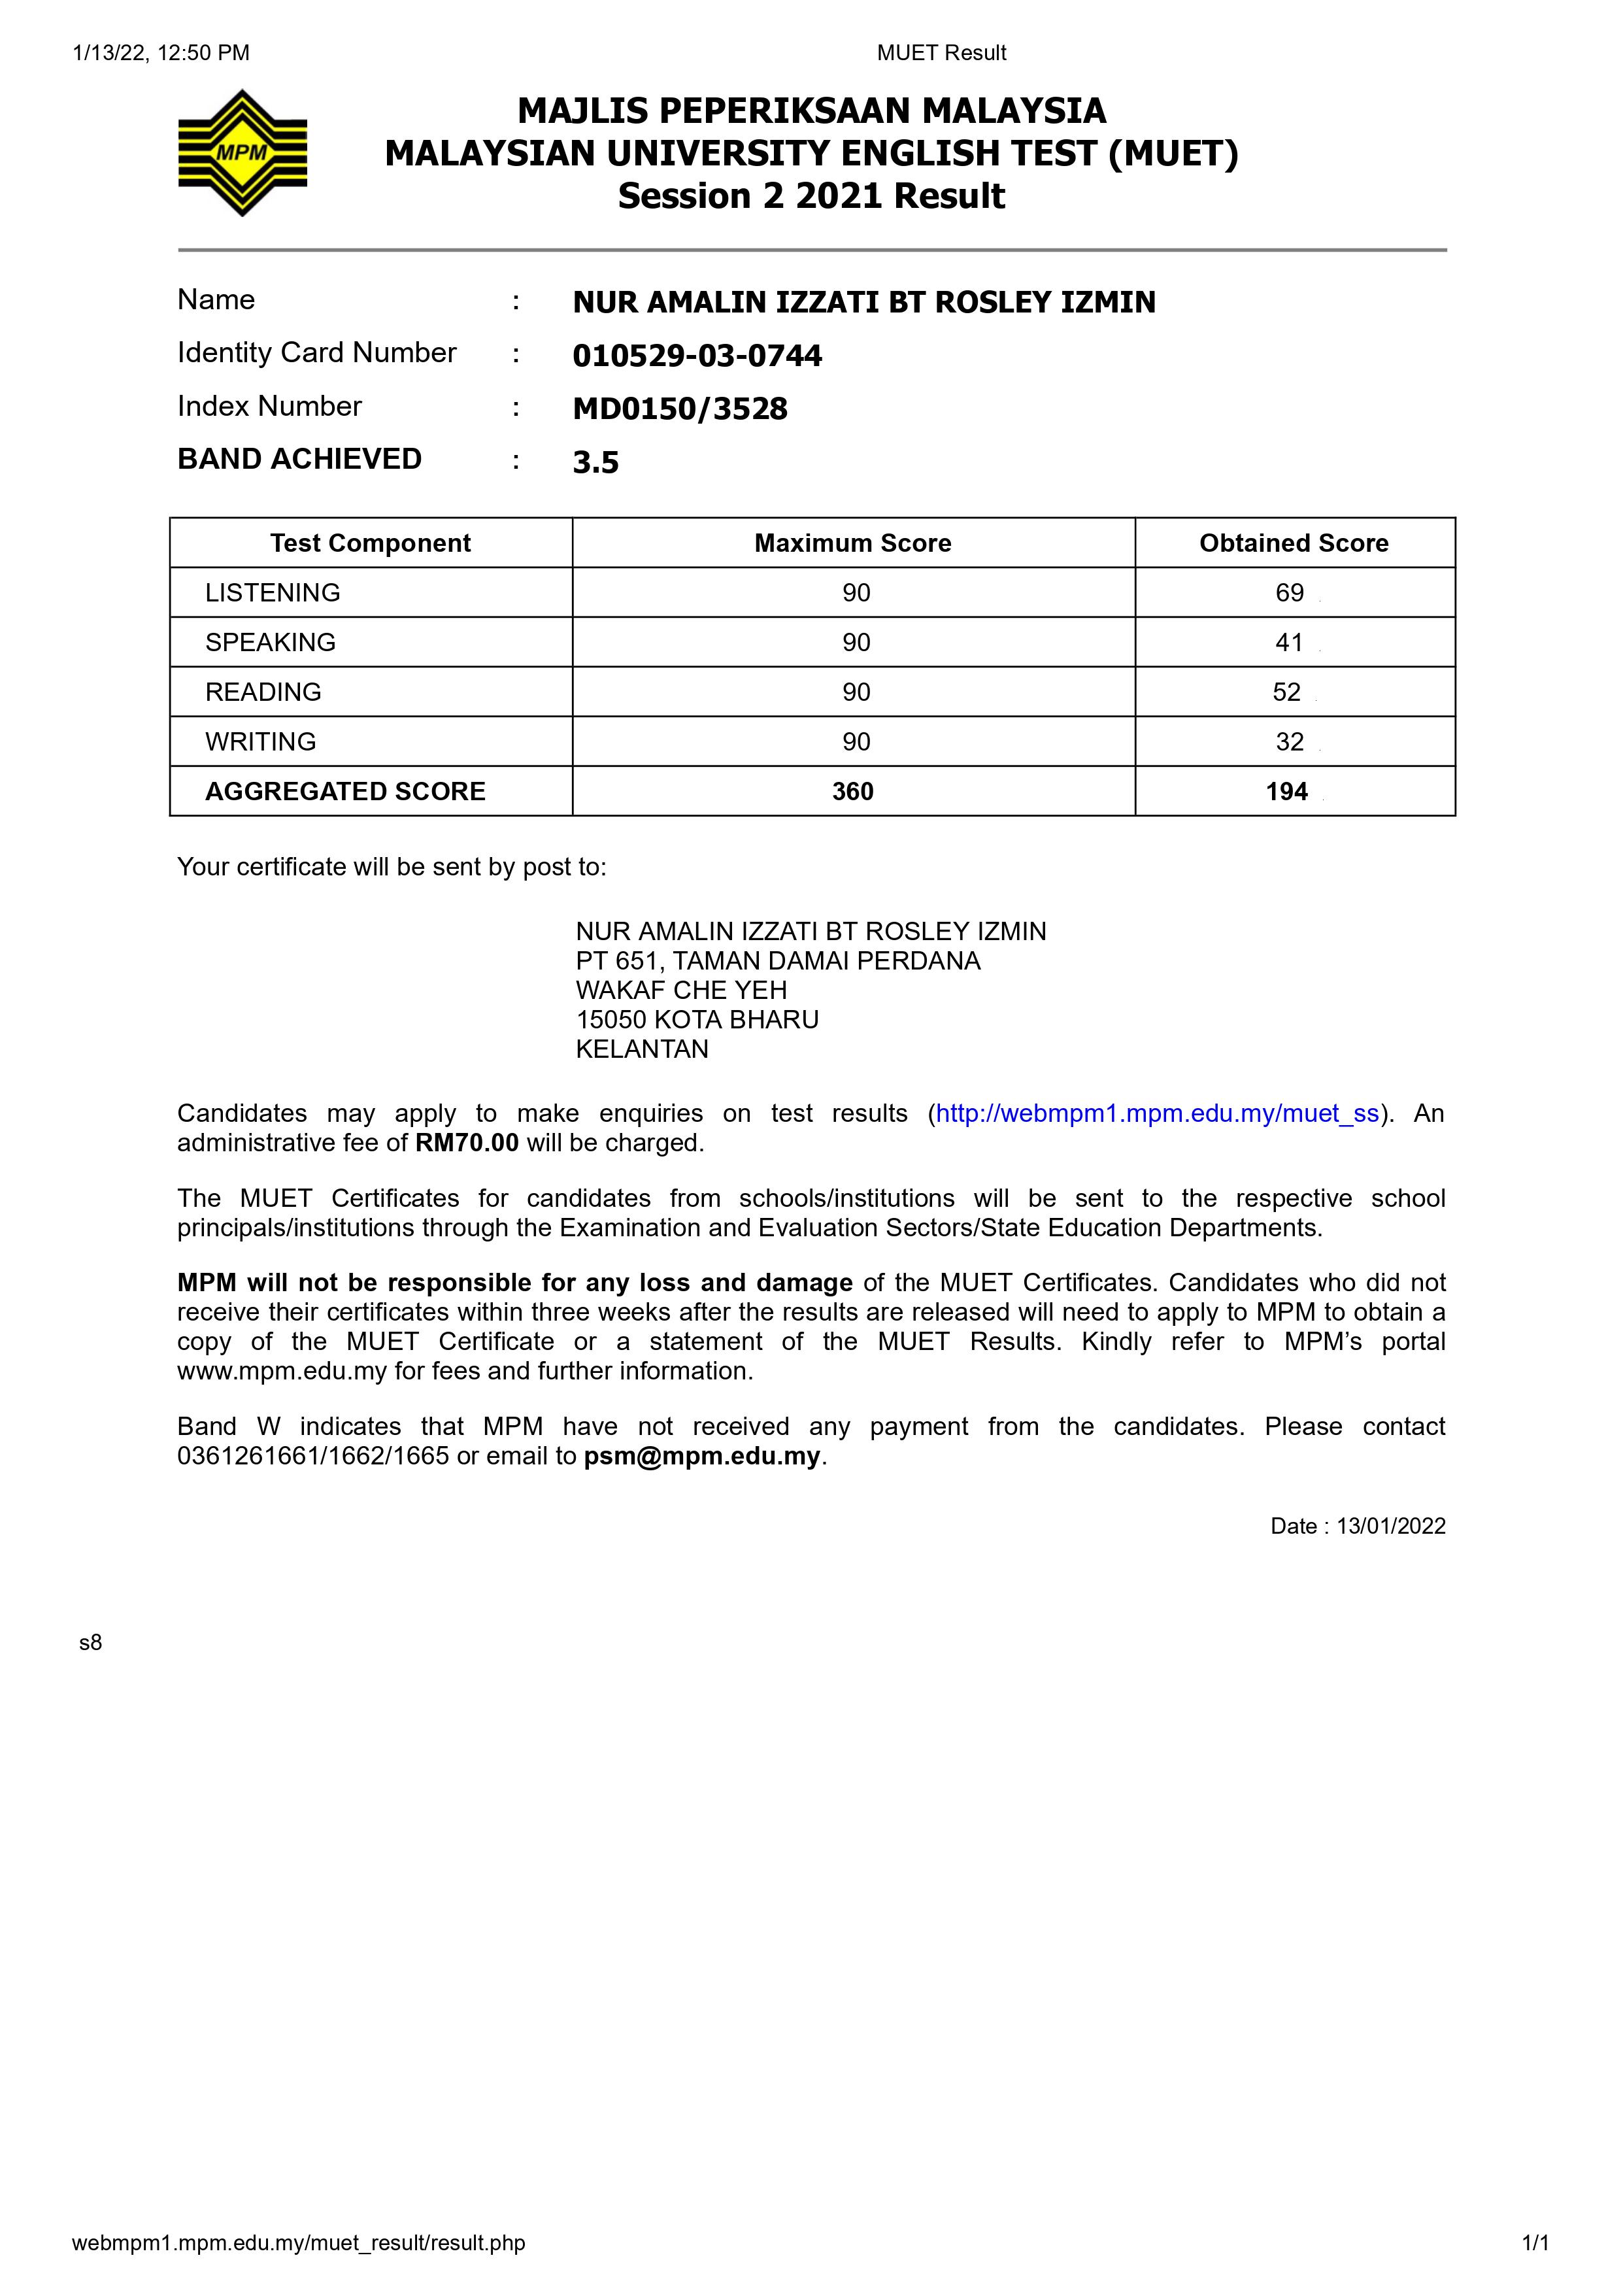 1/13/22, 12:50 PM MUET Result
MPM
MAJLIS PEPERIKSAAN MALAYSIA
MALAYSIAN UNIVERSITY ENGLISH TEST (MUET)
Session 2 2021 Result
Name : NUR AMALIN IZZATI BT ROSLEY IZMIN
Identity Card Number : 010529-03-0744
Index Number : MD0150/3528
BAND ACHIEVED : 3.5
Test Component Maximum Score Obtained Score
LISTENING 90 69
SPEAKING 90 41
READING 90 52
WRITING 90 32
AGGREGATED SCORE 360 194
Your certificate will be sent by post to:
NUR AMALIN IZZATI BT ROSLEY IZMIN
PT 651, TAMAN DAMAI PERDANA
WAKAF CHE YEH
15050 KOTA BHARU
KELANTAN
Candidates may apply to make enquiries on test results (http://webmpm1.mpm.edu.my/muet_ss). An
administrative fee of RM70.00 will be charged.
The MUET Certificates for candidates from schools/institutions will be sent to the respective school
principals/institutions through the Examination and Evaluation Sectors/State Education Departments.
MPM will not be responsible for any loss and damage of the MUET Certificates. Candidates who did not
receive their certificates within three weeks after the results are released will need to apply to MPM to obtain a
copy of the MUET Certificate or a statement of the MUET Results. Kindly refer to MPM’s portal
www.mpm.edu.my for fees and further information.
Band W indicates that MPM have not received any payment from the candidates. Please contact
0361261661/1662/1665 or email to psm@mpm.edu.my.
Date : 13/01/2022
s8
webmpm1.mpm.edu.my/muet_result/result.php 1/1